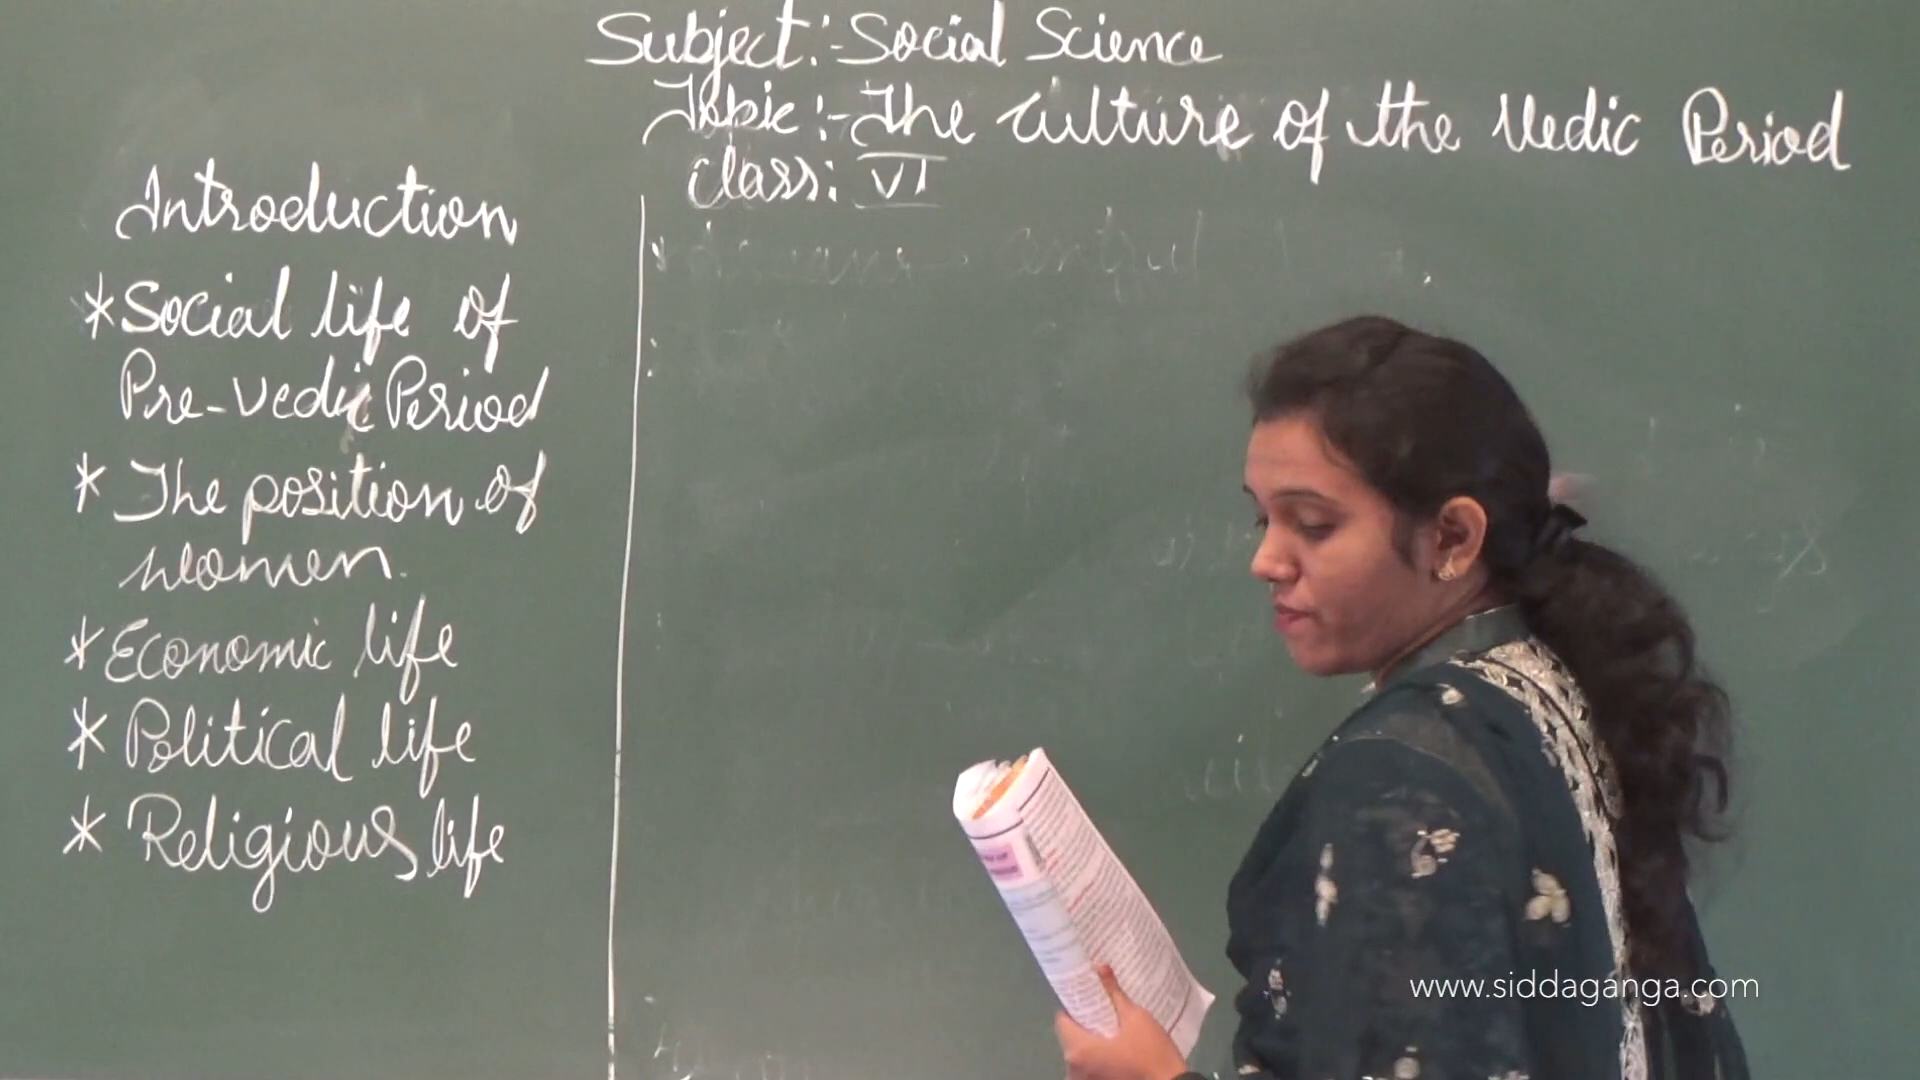 Subject:-Social Science
Topic:-The culture of the Vedic Period
class: VI
Introduction
*Social life of
Pre-vedic Period
* The position of
women.
*Economic life
* Political life
* Religious life
www.siddaganga.com